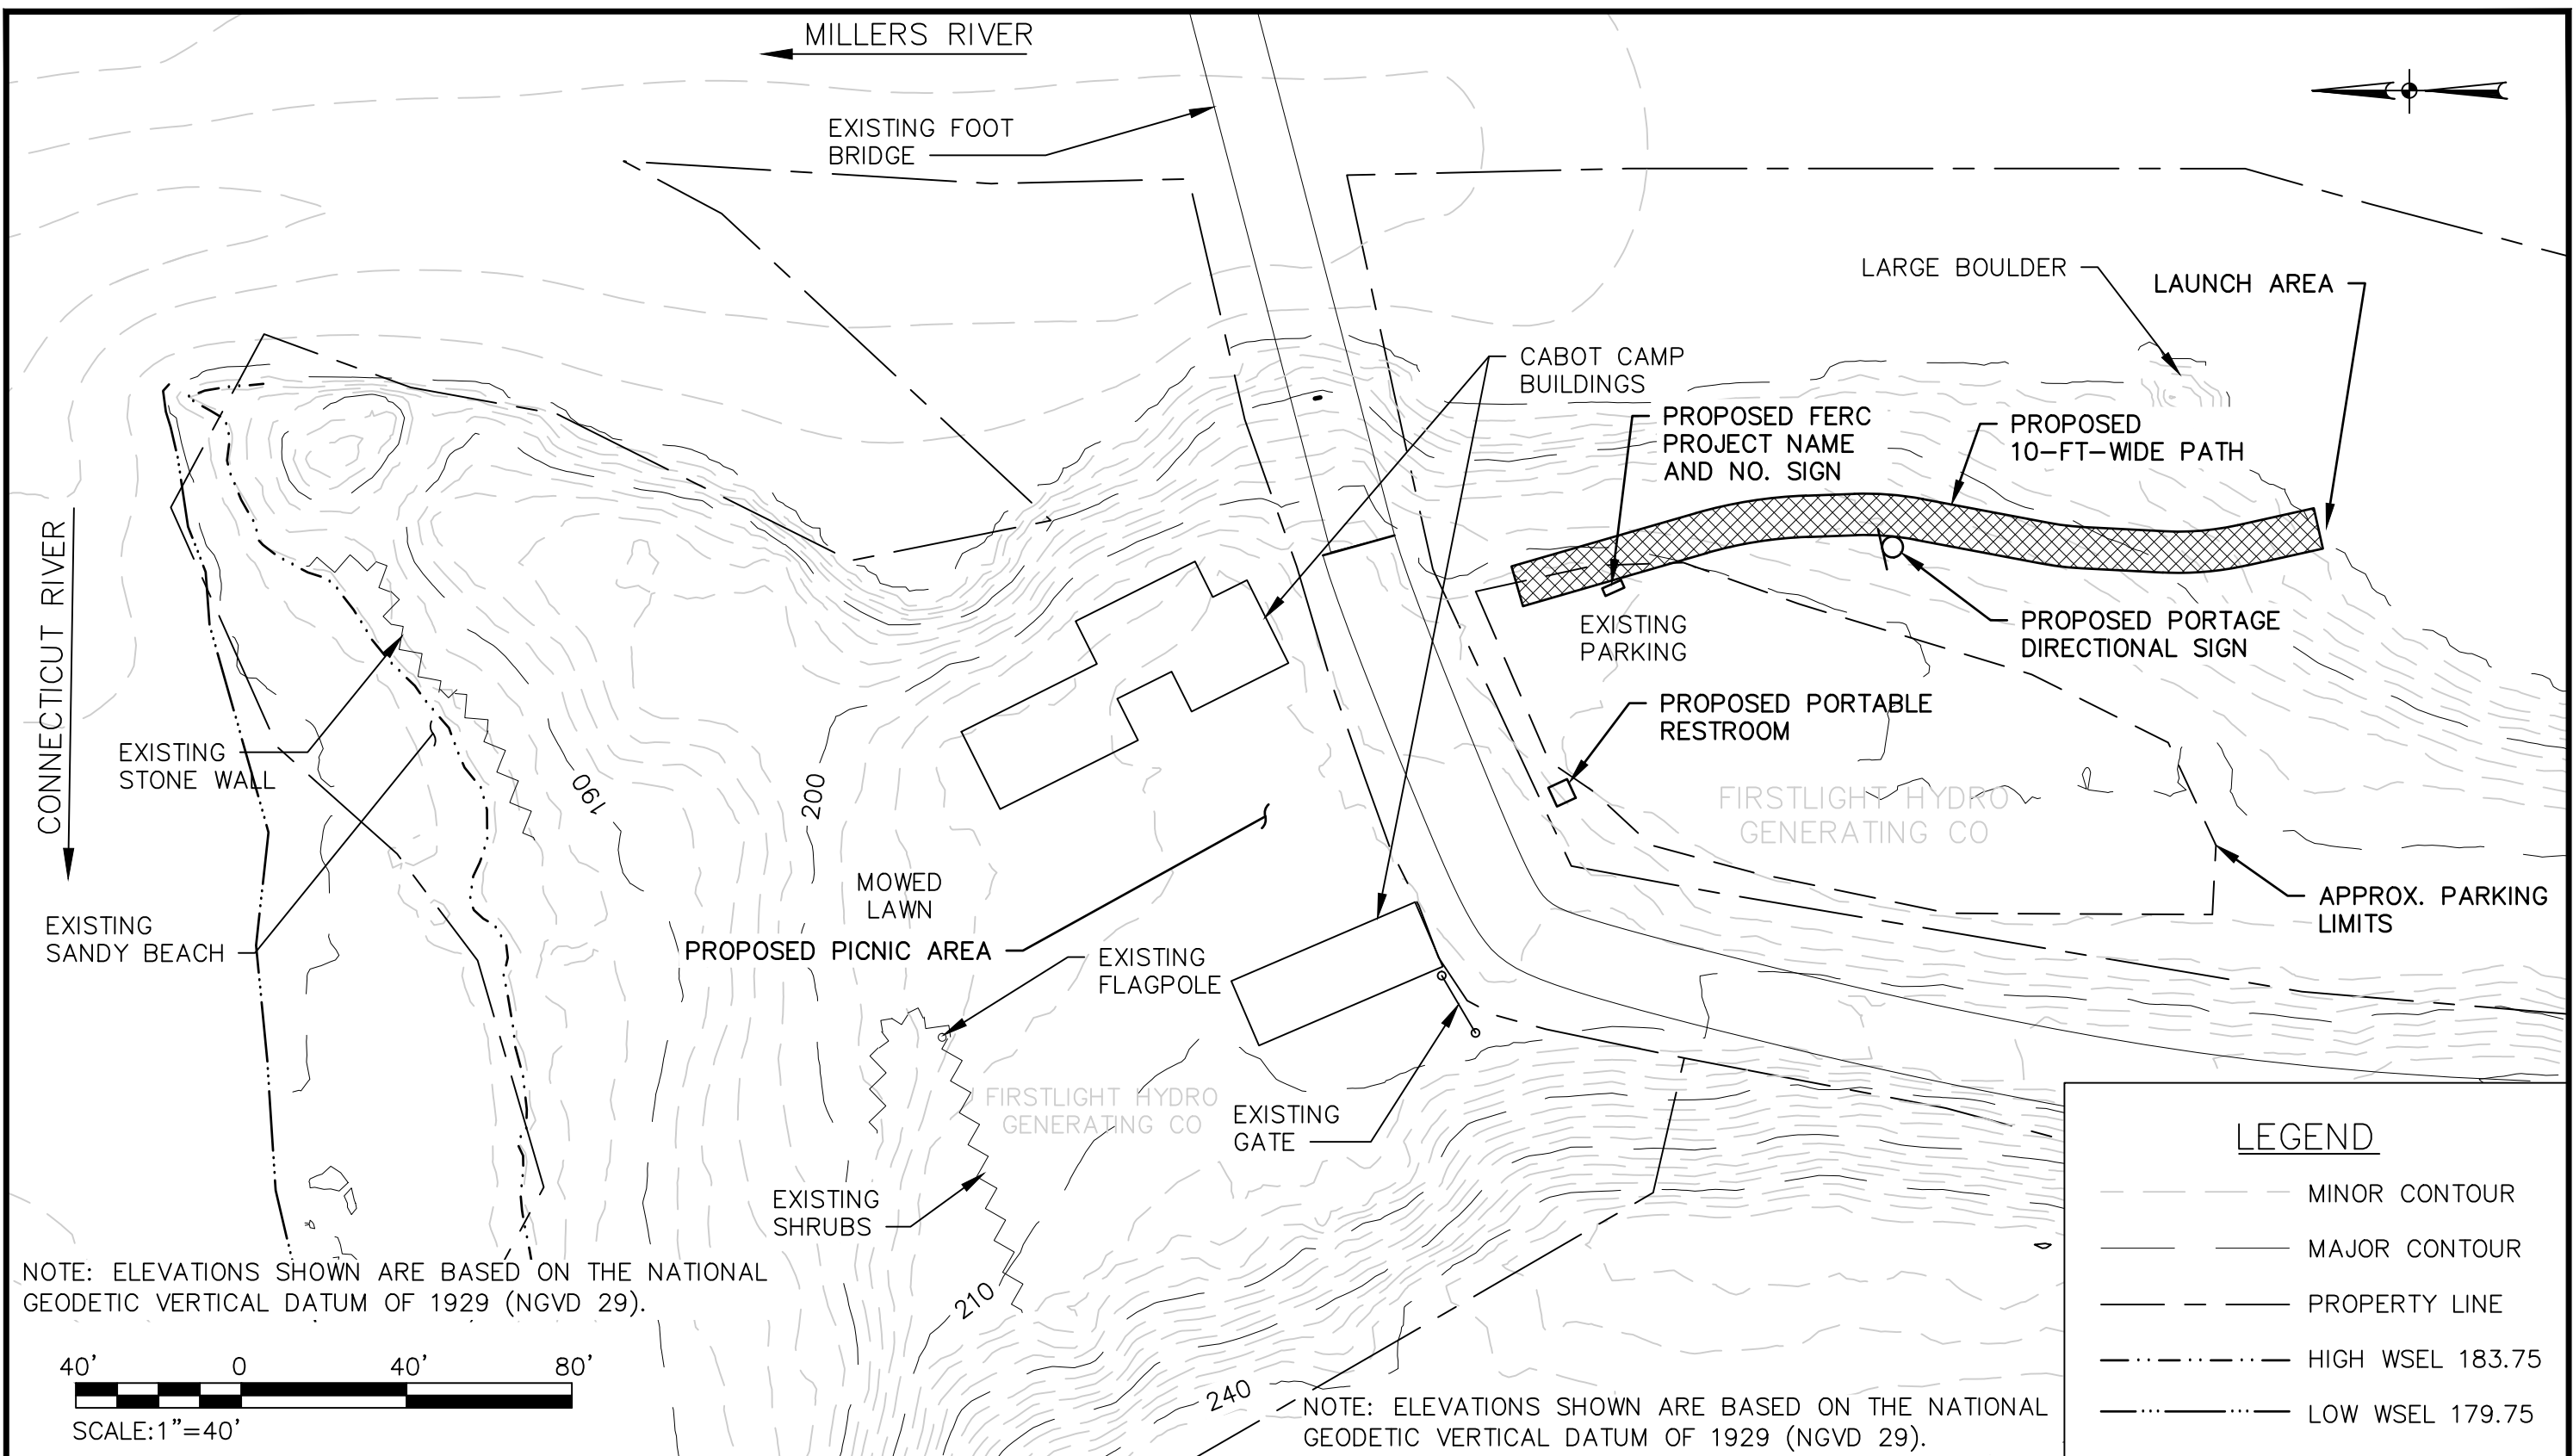 MILLERS RIVER
EXISTING FOOT
BRIDGE
LARGE BOULDER
LAUNCH AREA
CABOT CAMP
BUILDINGS
PROPOSED FERC
PROJECT NAME
AND NO. SIGN
PROPOSED
10-FT-WIDE PATH
CONNECTICUT RIVER
EXISTING
PARKING
PROPOSED PORTAGE
DIRECTIONAL SIGN
PROPOSED PORTABLE
RESTROOM
EXISTING
STONE WALL
190
200
FIRSTLIGHT HYDRO
GENERATING CO
MOWED
LAWN
PROPOSED PICNIC AREA
EXISTING
SANDY BEACH
EXISTING
FLAGPOLE
APPROX. PARKING
LIMITS
FIRSTLIGHT HYDRO
GENERATING CO
EXISTING
GATE
EXISTING
SHRUBS
210
240
NOTE: ELEVATIONS SHOWN ARE BASED ON THE NATIONAL
GEODETIC VERTICAL DATUM OF 1929 (NGVD 29).
40' 0 40' 80'
SCALE:1"=40'
NOTE: ELEVATIONS SHOWN ARE BASED ON THE NATIONAL
GEODETIC VERTICAL DATUM OF 1929 (NGVD 29).
LEGEND
MINOR CONTOUR
MAJOR CONTOUR
PROPERTY LINE
HIGH WSEL 183.75
LOW WSEL 179.75